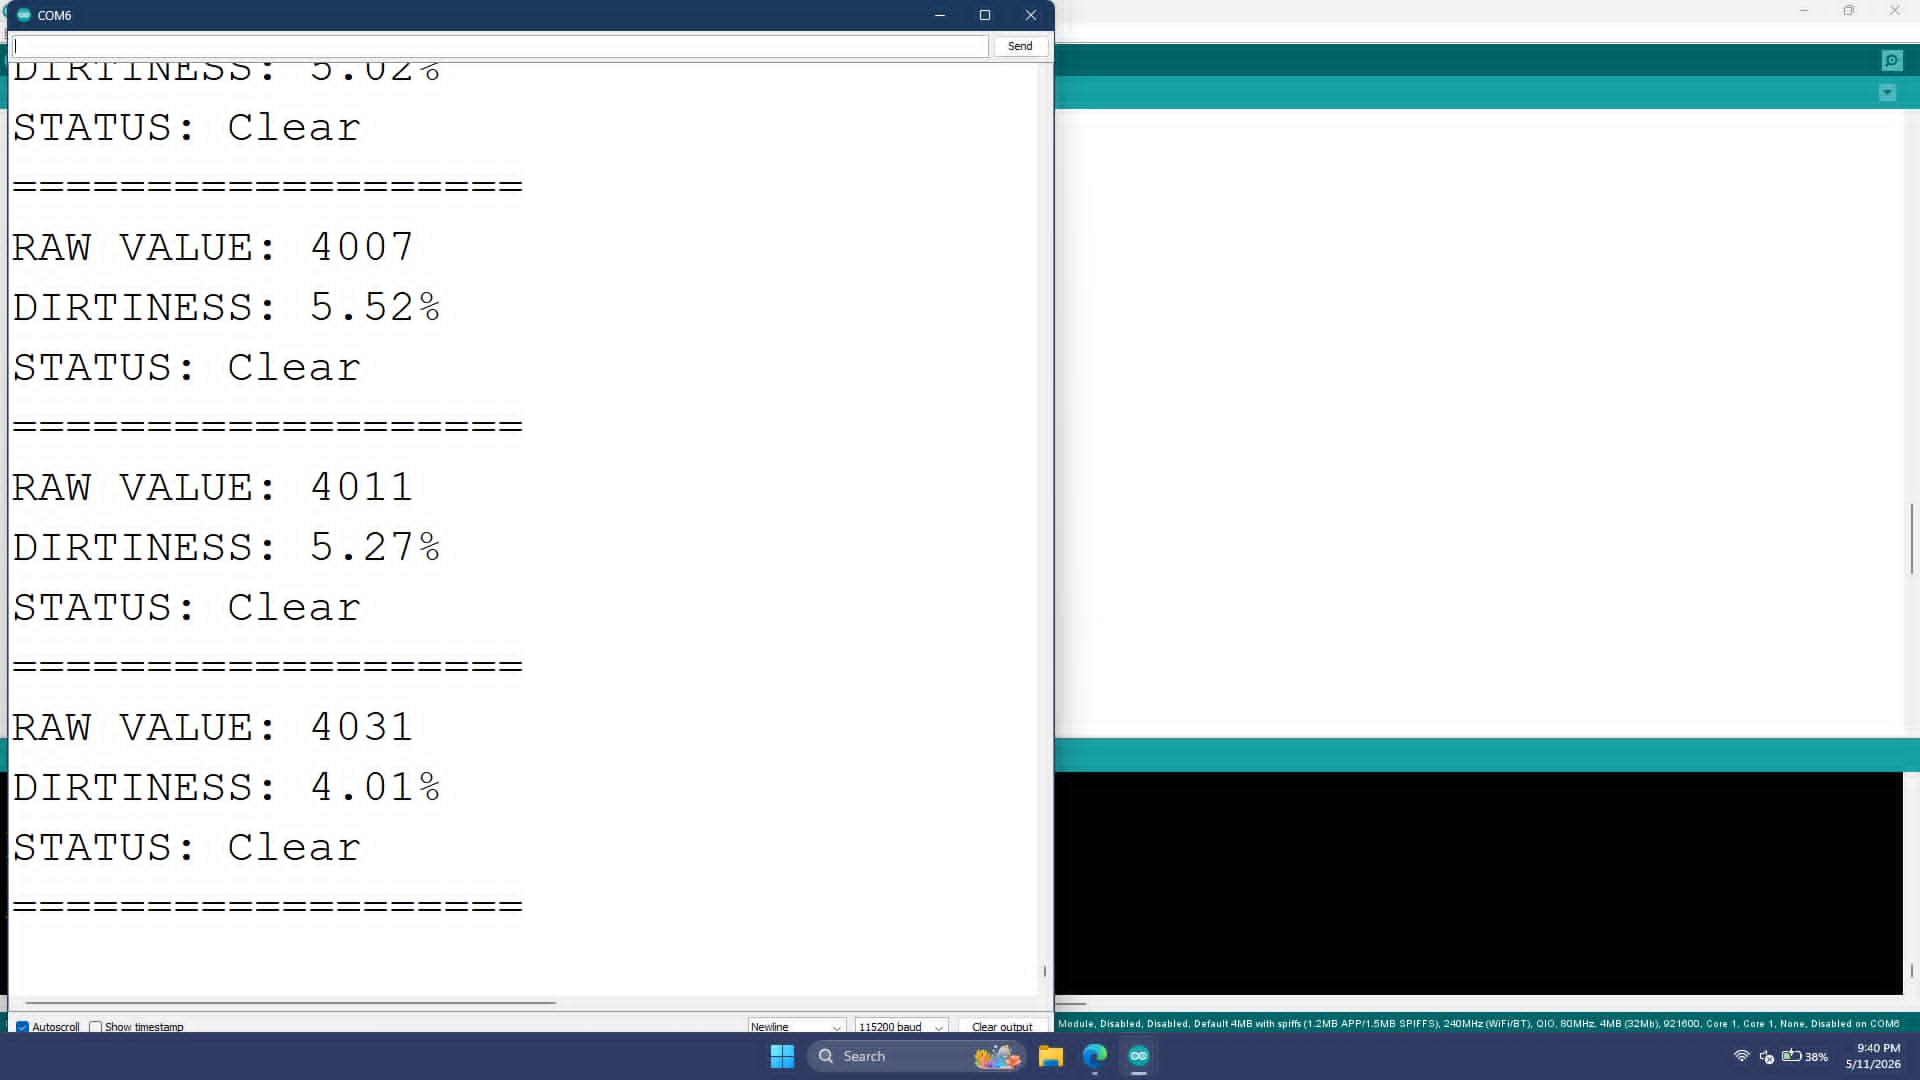 COM6
Send
DIRTINESS: 5.02%
STATUS: Clear
===================
RAW VALUE: 4007
DIRTINESS: 5.52%
STATUS: Clear
===================
RAW VALUE: 4011
DIRTINESS: 5.27%
STATUS: Clear
===================
RAW VALUE: 4031
DIRTINESS: 4.01%
STATUS: Clear
===================
Autoscroll Show timestamp Newline 115200 baud Clear output
Module, Disabled, Disabled, Default 4MB with spiffs (1.2MB APP/1.5MB SPIFFS), 240MHz (WiFi/BT), QIO, 80MHz, 4MB (32Mb), 921600, Core 1, Core 1, None, Disabled on COM6
Search
38%
9:40 PM
5/11/2026